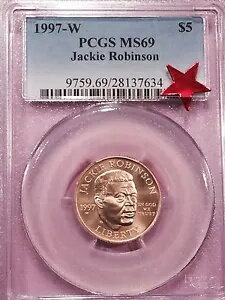 1997-W $5
PCGS MS69
Jackie Robinson
9759.69/28137634
JACKIE ROBINSON
1997
W
IN GOD
WE
TRUST
LIBERTY